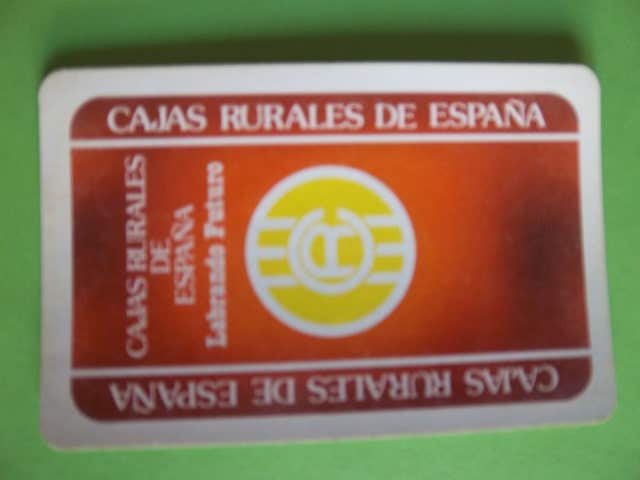 CAJAS RURALES DE ESPAÑA
CAJAS RURALES
DE
ESPAÑA
Labrando Futuro
CAJAS RURALES DE ESPAÑA